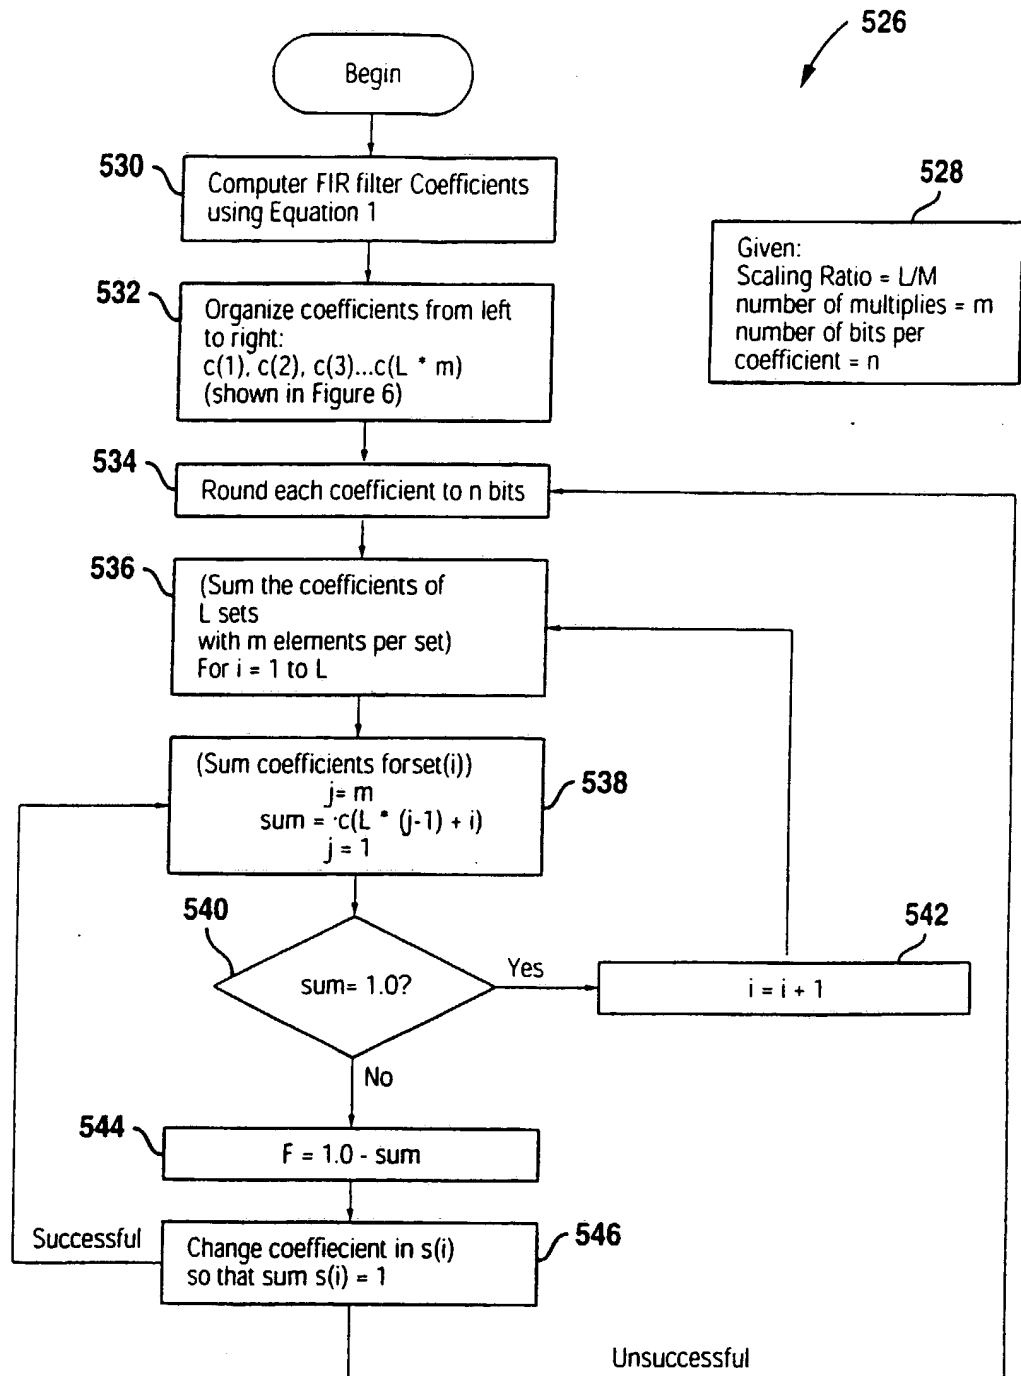 526
Begin
530
Computer FIR filter Coefficients
using Equation 1
528
Given:
Scaling Ratio = L/M
number of multiplies = m
number of bits per
coefficient = n
532
Organize coefficients from left
to right:
c(1), c(2), c(3)...c(L * m)
(shown in Figure 6)
534
Round each coefficient to n bits
536
(Sum the coefficients of
L sets
with m elements per set)
For i = 1 to L
538
(Sum coefficients forset(i))
j= m
sum = ·c(L * (j-1) + i)
j = 1
540
sum= 1.0?
Yes
542
i = i + 1
No
544
F = 1.0 - sum
Successful
546
Change coeffiecient in s(i)
so that sum s(i) = 1
Unsuccessful